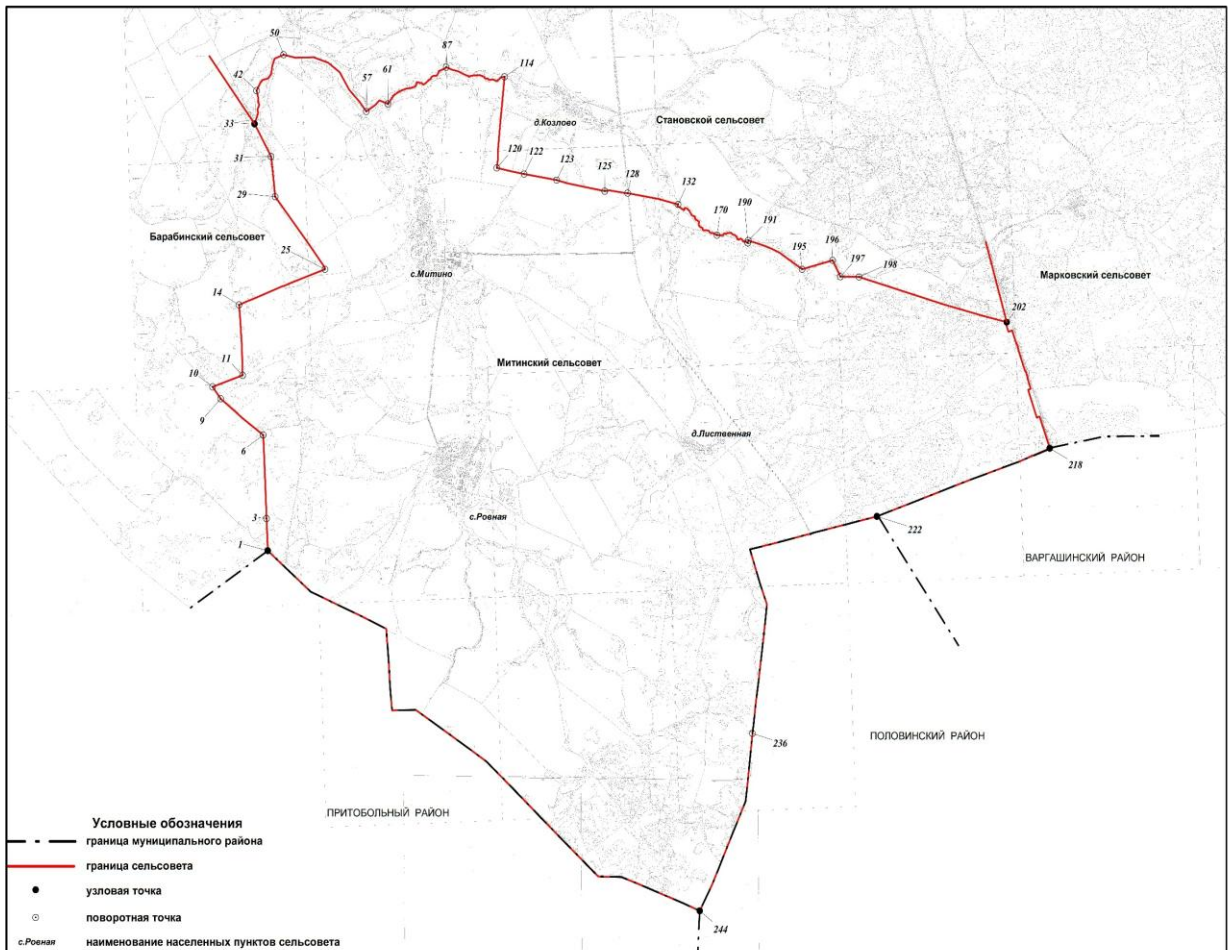 50
87
114
42
61
57
33
д.Козлово
Становской сельсовет
31
120
122
123
125
128
132
29
170
190
191
Барабинский сельсовет
25
с.Митино
195
196
197
198
Марковский сельсовет
14
202
11
Митинский сельсовет
10
9
6
д.Лиственная
218
3
с.Ровная
222
1
ВАРГАШИНСКИЙ РАЙОН
236
ПОЛОВИНСКИЙ РАЙОН
ПРИТОБОЛЬНЫЙ РАЙОН
244
Условные обозначения
граница муниципального района
граница сельсовета
узловая точка
поворотная точка
с.Ровная наименование населенных пунктов сельсовета